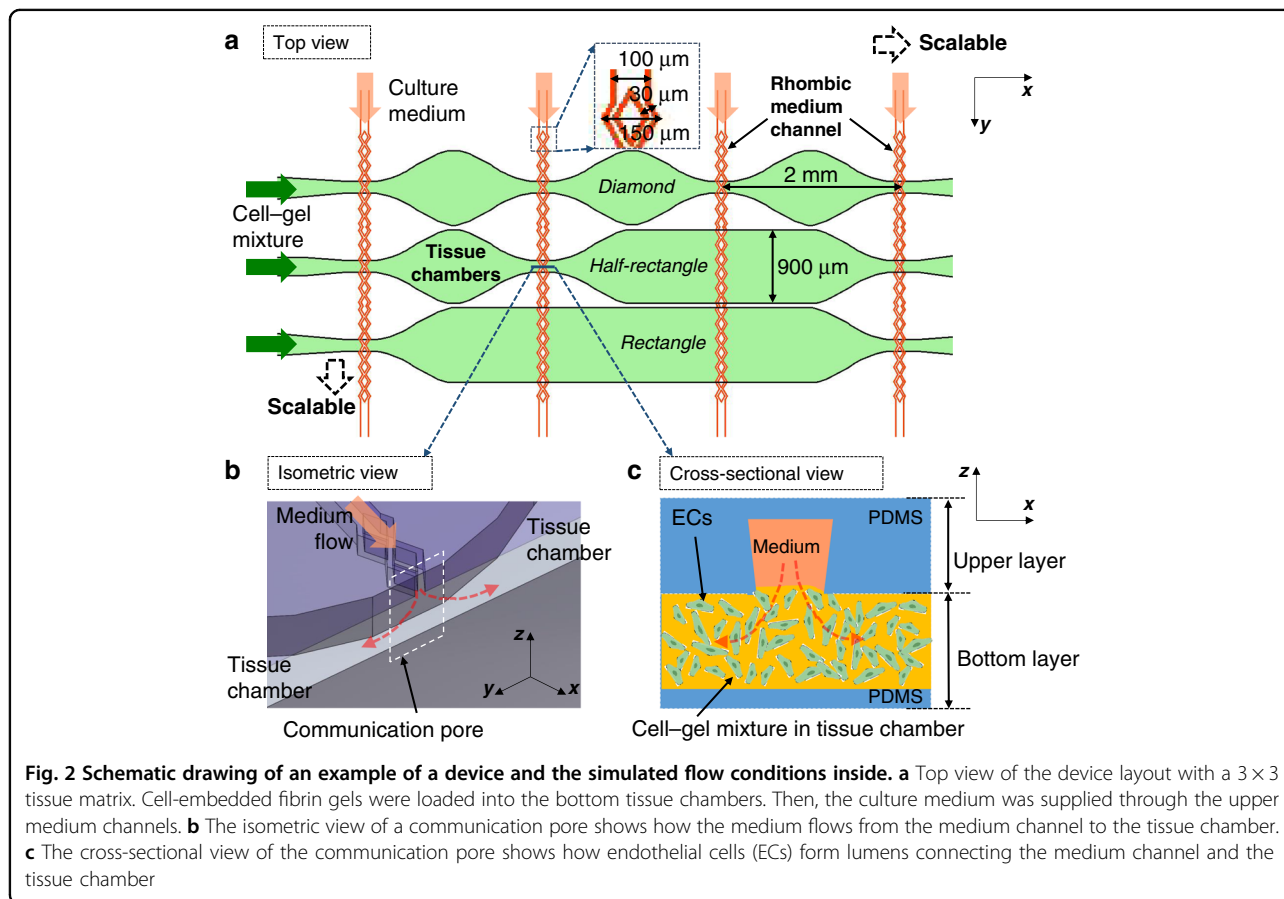 a
Top view
Scalable
100 μm
30 μm
150 μm
Culture
medium
Rhombic
medium
channel
x
y
Diamond
2 mm
Cell–gel
mixture
Tissue
chambers
Half-rectangle
900 μm
Rectangle
Scalable
b
Isometric view
Medium
flow
Tissue
chamber
Tissue
chamber
z
y
x
Communication pore
c
Cross-sectional view
z
x
ECs
PDMS
Medium
Upper layer
Bottom layer
PDMS
Cell–gel mixture in tissue chamber
Fig. 2 Schematic drawing of an example of a device and the simulated flow conditions inside. a Top view of the device layout with a 3 × 3
tissue matrix. Cell-embedded fibrin gels were loaded into the bottom tissue chambers. Then, the culture medium was supplied through the upper
medium channels. b The isometric view of a communication pore shows how the medium flows from the medium channel to the tissue chamber.
c The cross-sectional view of the communication pore shows how endothelial cells (ECs) form lumens connecting the medium channel and the
tissue chamber